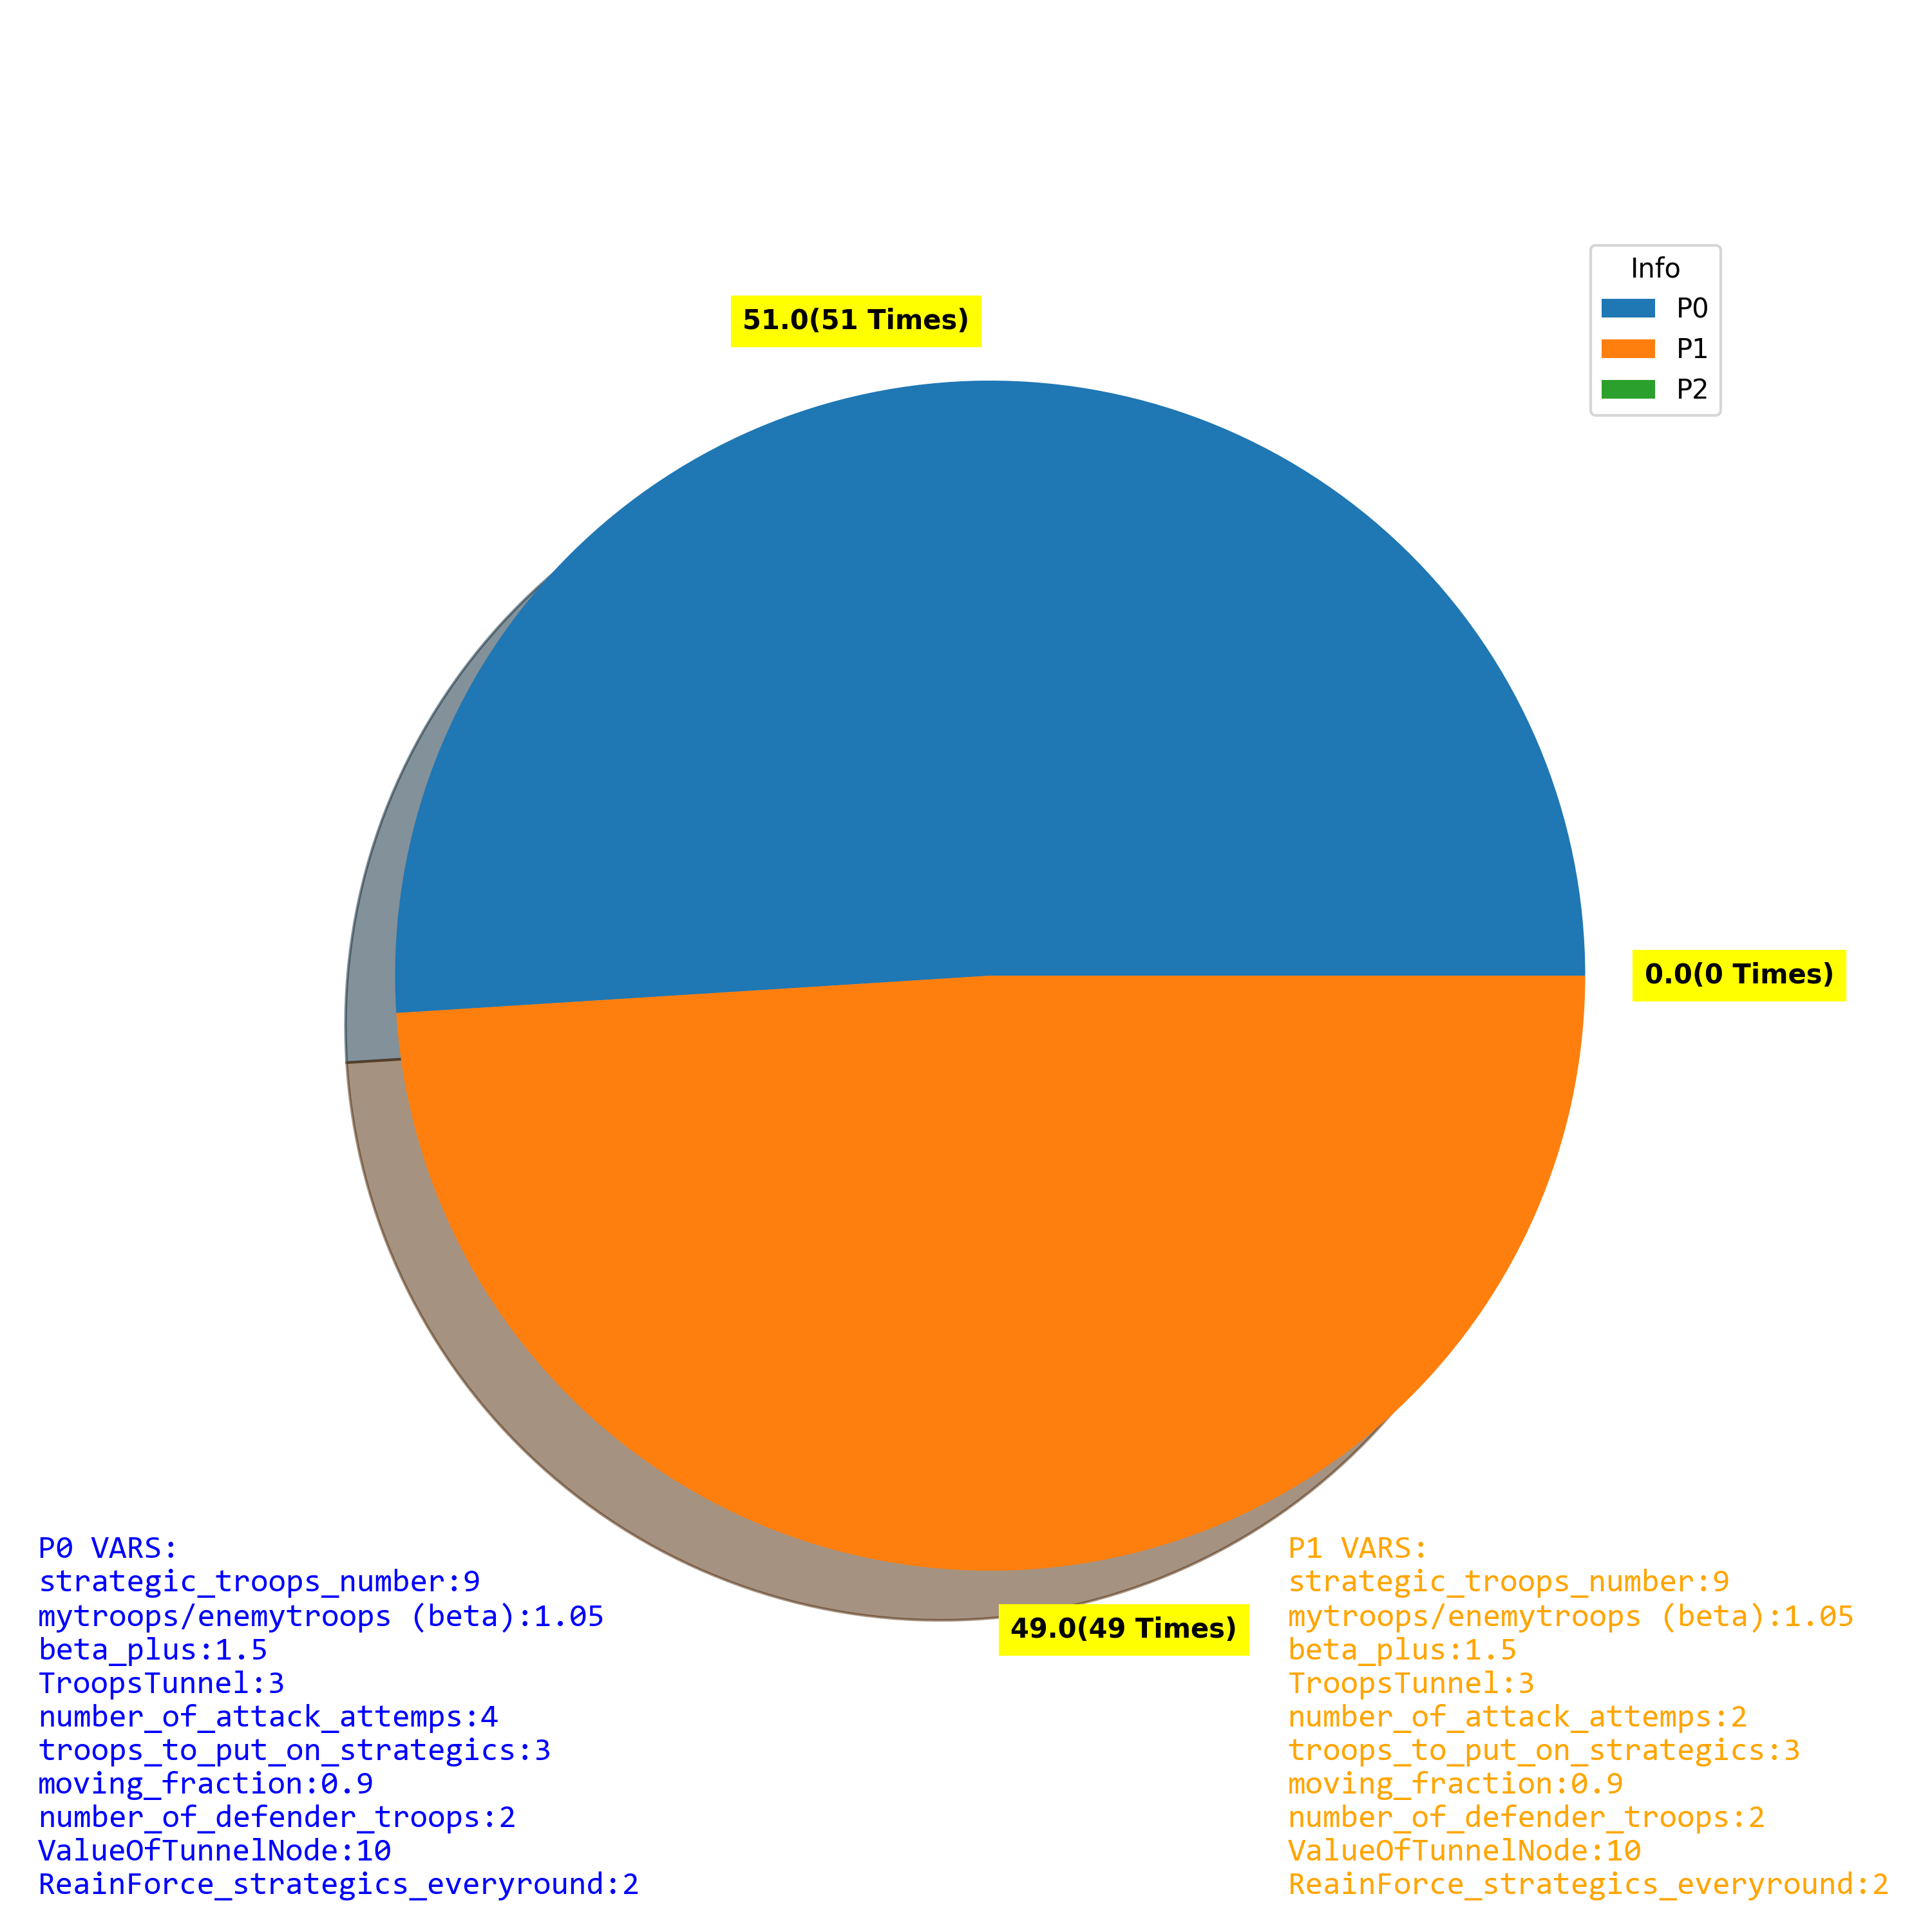 Info
P0
P1
P2
51.0(51 Times)
0.0(0 Times)
49.0(49 Times)
P0 VARS:
strategic_troops_number:9
mytroops/enemytroops (beta):1.05
beta_plus:1.5
TroopsTunnel:3
number_of_attack_attemps:4
troops_to_put_on_strategics:3
moving_fraction:0.9
number_of_defender_troops:2
ValueOfTunnelNode:10
ReainForce_strategics_everyround:2
P1 VARS:
strategic_troops_number:9
mytroops/enemytroops (beta):1.05
beta_plus:1.5
TroopsTunnel:3
number_of_attack_attemps:2
troops_to_put_on_strategics:3
moving_fraction:0.9
number_of_defender_troops:2
ValueOfTunnelNode:10
ReainForce_strategics_everyround:2